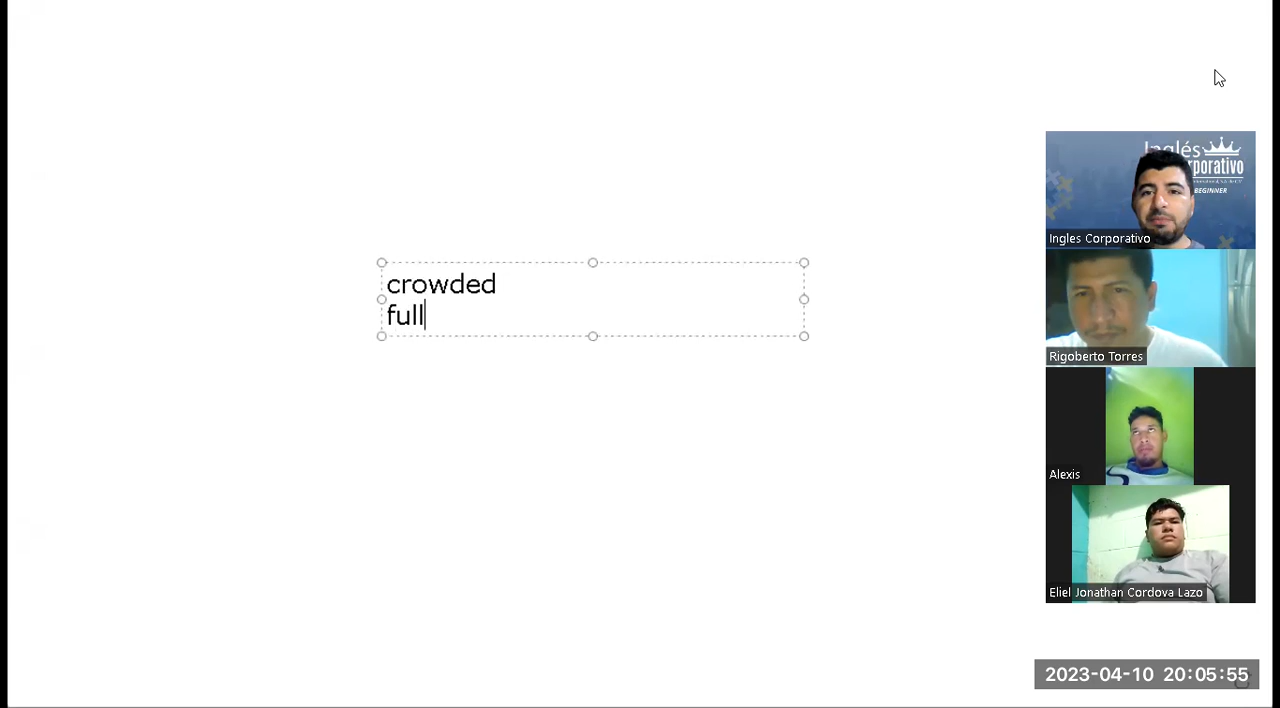 crowded
full
Inglés
rporativo
BEGINNER
Ingles Corporativo
Rigoberto Torres
Alexis
Eliel Jonathan Cordova Lazo
2023-04-10 20:05:55